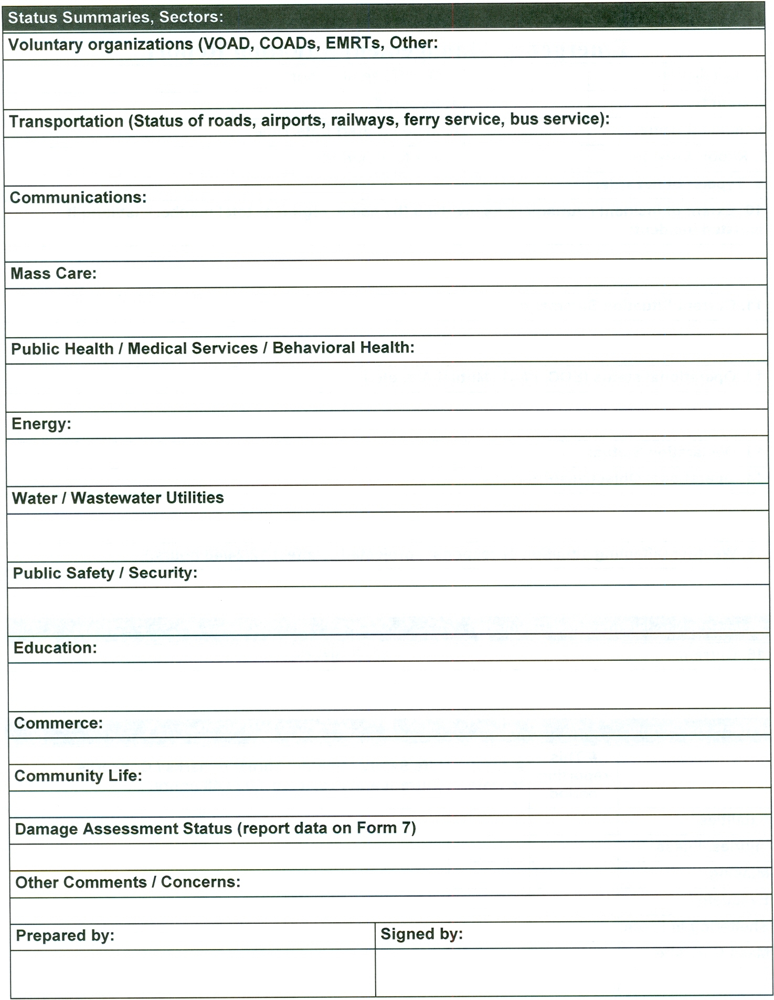 Status Summaries, Sectors:
Voluntary organizations (VOAD, COADs, EMRTs, Other:
Transportation (Status of roads, airports, railways, ferry service, bus service):
Communications:
Mass Care:
Public Health / Medical Services / Behavioral Health:
Energy:
Water / Wastewater Utilities
Public Safety / Security:
Education:
Commerce:
Community Life:
Damage Assessment Status (report data on Form 7)
Other Comments / Concerns:
Prepared by:
Signed by: